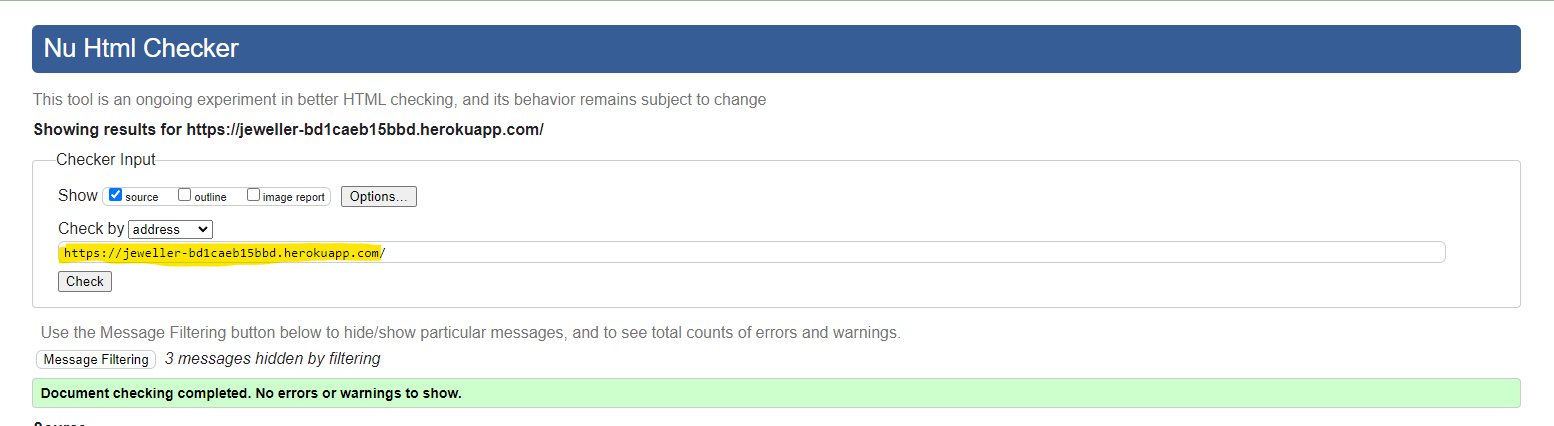 Nu Html Checker
This tool is an ongoing experiment in better HTML checking, and its behavior remains subject to change
Showing results for https://jeweller-bd1caeb15bbd.herokuapp.com/
Checker Input
Show source outline image report Options...
Check by address
https://jeweller-bd1caeb15bbd.herokuapp.com/
Check
Use the Message Filtering button below to hide/show particular messages, and to see total counts of errors and warnings.
Message Filtering 3 messages hidden by filtering
Document checking completed. No errors or warnings to show.
Source